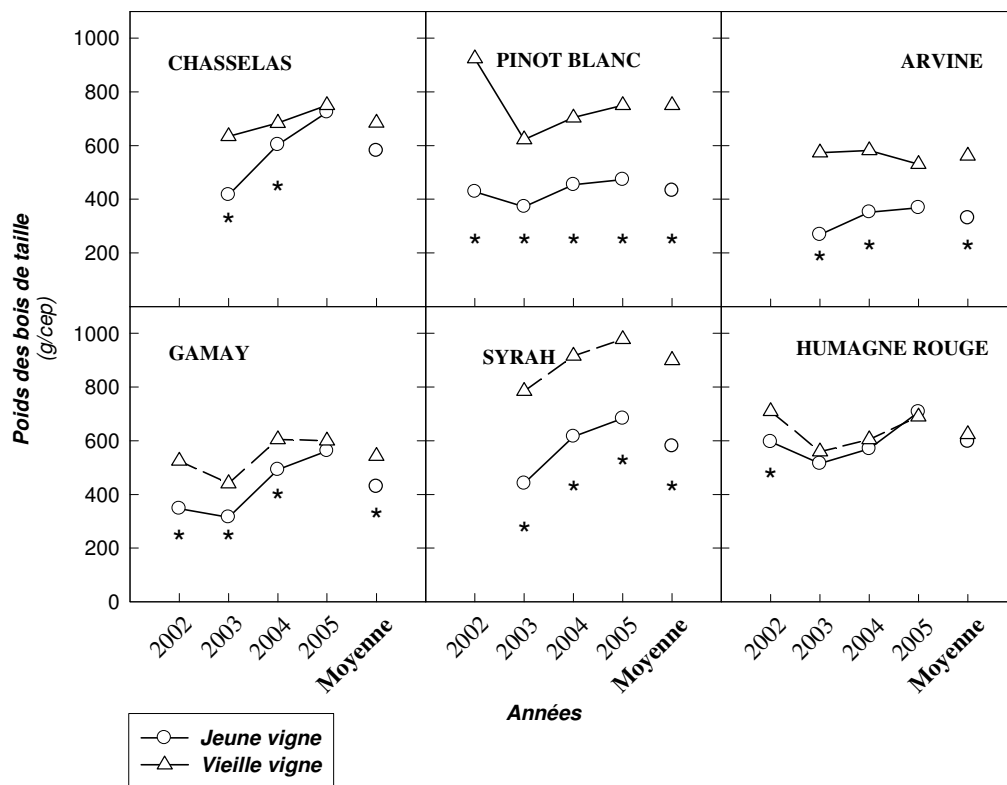 Poids des bois de taille
(g/cep)
1000
800
600
400
200
CHASSELAS
*
*
PINOT BLANC
* * * * *
ARVINE
*
*
*
1000
800
600
400
200
0
GAMAY
* *
*
*
SYRAH
*
*
*
*
HUMAGNE ROUGE
*
2002 2003 2004 2005 Moyenne
2002 2003 2004 2005 Moyenne
2002 2003 2004 2005 Moyenne
Années
Jeune vigne
Vieille vigne